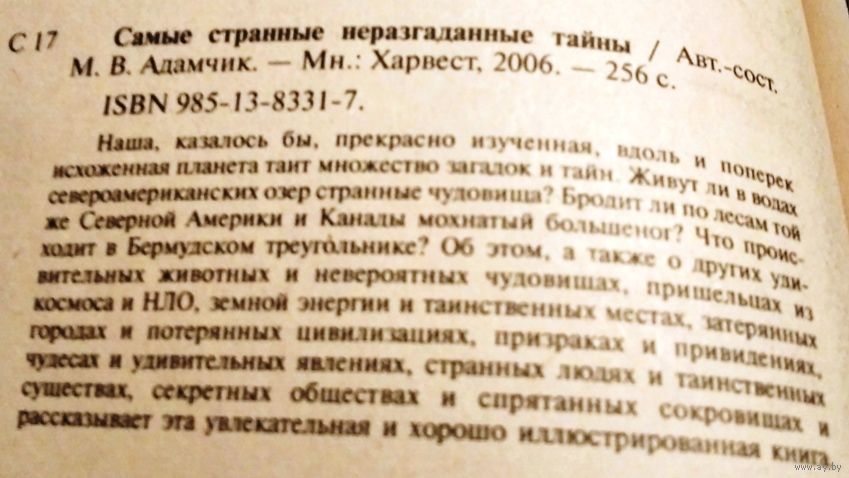 С 17 Самые странные неразгаданные тайны / Авт.-сост.
М. В. Адамчик. — Мн.: Харвест, 2006. — 256 с.
ISBN 985-13-8331-7.
Наша, казалось бы, прекрасно изученная, вдоль и поперек
исхоженная планета таит множество загадок и тайн. Живут ли в водах
североамериканских озер странные чудовища? Бродит ли по лесам той
же Северной Америки и Канады мохнатый большеног? Что проис-
ходит в Бермудском треугольнике? Об этом, а также о других уди-
вительных животных и невероятных чудовищах, пришельцах из
космоса и НЛО, земной энергии и таинственных местах, затерянных
городах и потерянных цивилизациях, призраках и привидениях,
чудесах и удивительных явлениях, странных людях и таинственных
существах, секретных обществах и спрятанных сокровищах и
рассказывает эта увлекательная и хорошо иллюстрированная книга.
www.ay.by